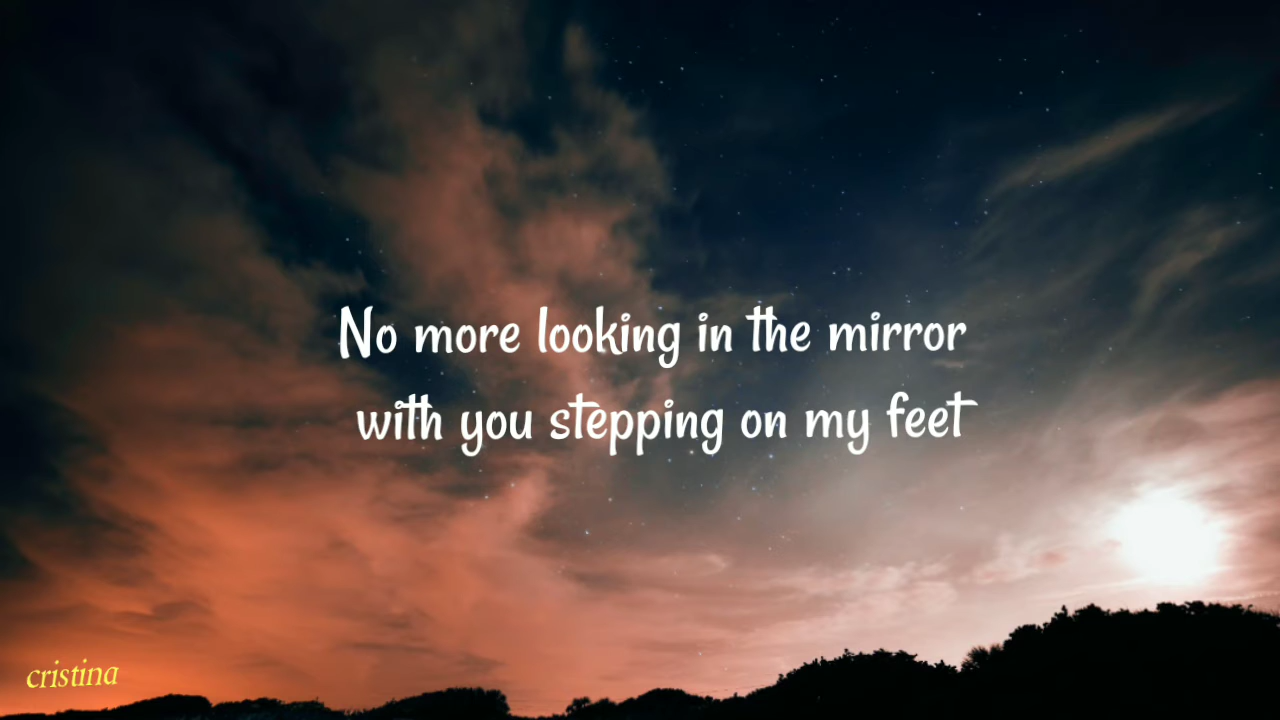 No more looking in the mirror
with you stepping on my feet
cristina